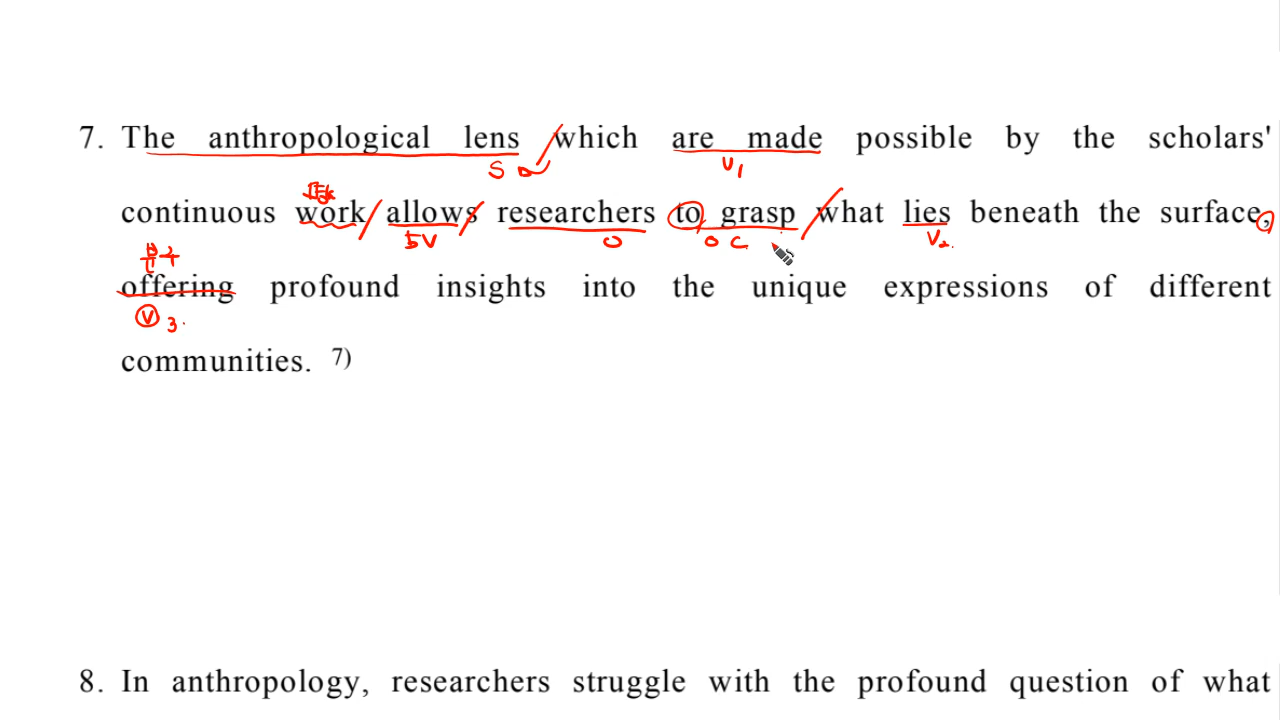 7. The anthropological lens which are made possible by the scholars'
S V1
continuous work allows researchers to grasp what lies beneath the surface,
5V O O C V2.
offering profound insights into the unique expressions of different
V 3.
communities. 7)
8. In anthropology, researchers struggle with the profound question of what